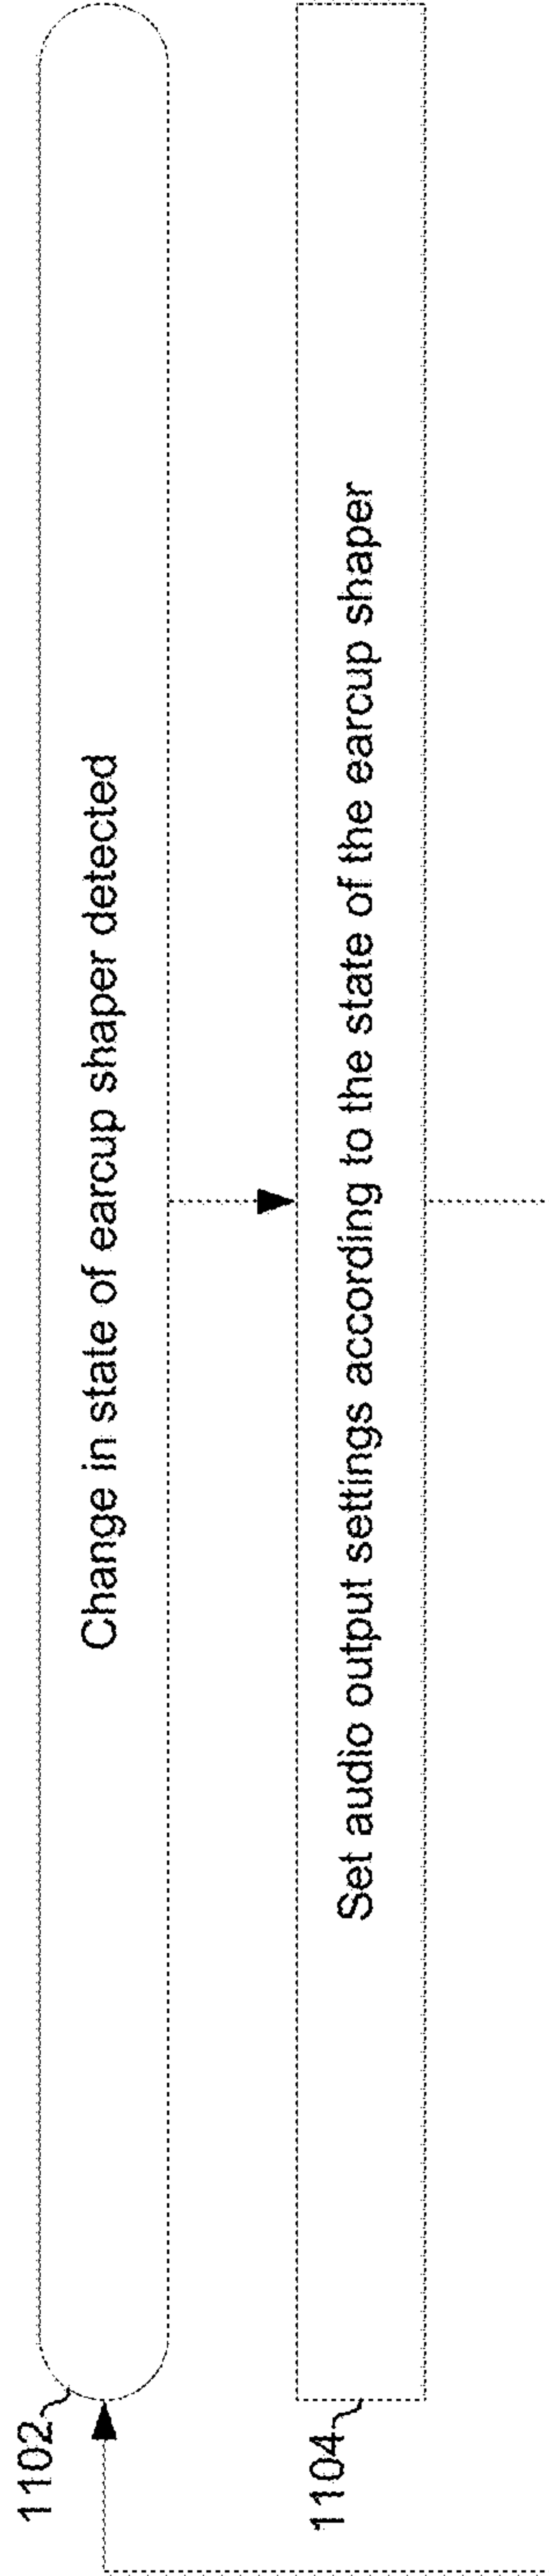 1102
Change in state of earcup shaper detected
1104
Set audio output settings according to the state of the earcup shaper